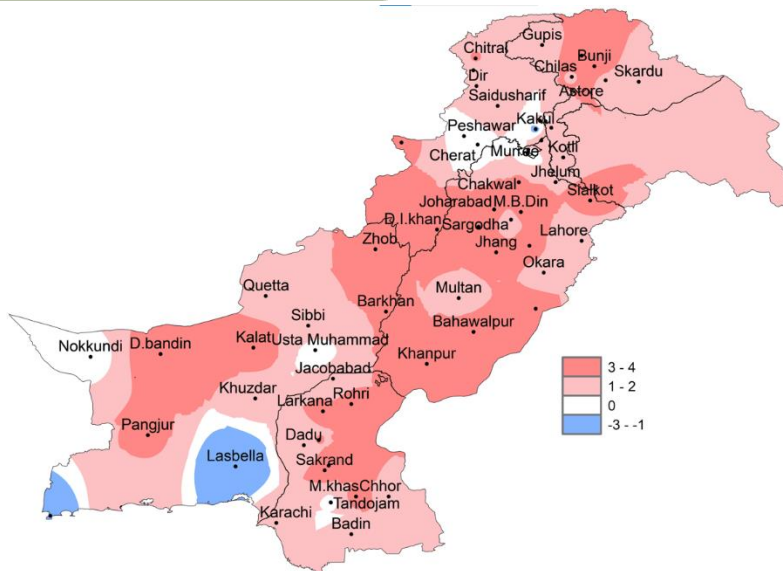 Gupis
Chitral
Bunji
Chilas
Skardu
Dir
Astore
Saidusharif
Kakul
Peshawar
Cherat
Murree
Kotli
Chakwal
Jhelum
Sialkot
Joharabad
M.B.Din
D.I.khan
Sargodha
Lahore
Zhob
Jhang
Okara
Quetta
Multan
Sibbi
Barkhan
Bahawalpur
Nokkundi
D.bandin
Kalat
Usta Muhammad
Khanpur
Jacobabad
Khuzdar
Larkana
Rohri
Pangjur
Dadu
Lasbella
Sakrand
M.khas
Chhor
Tandojam
Karachi
Badin
3 - 4
1 - 2
0
-3 - -1